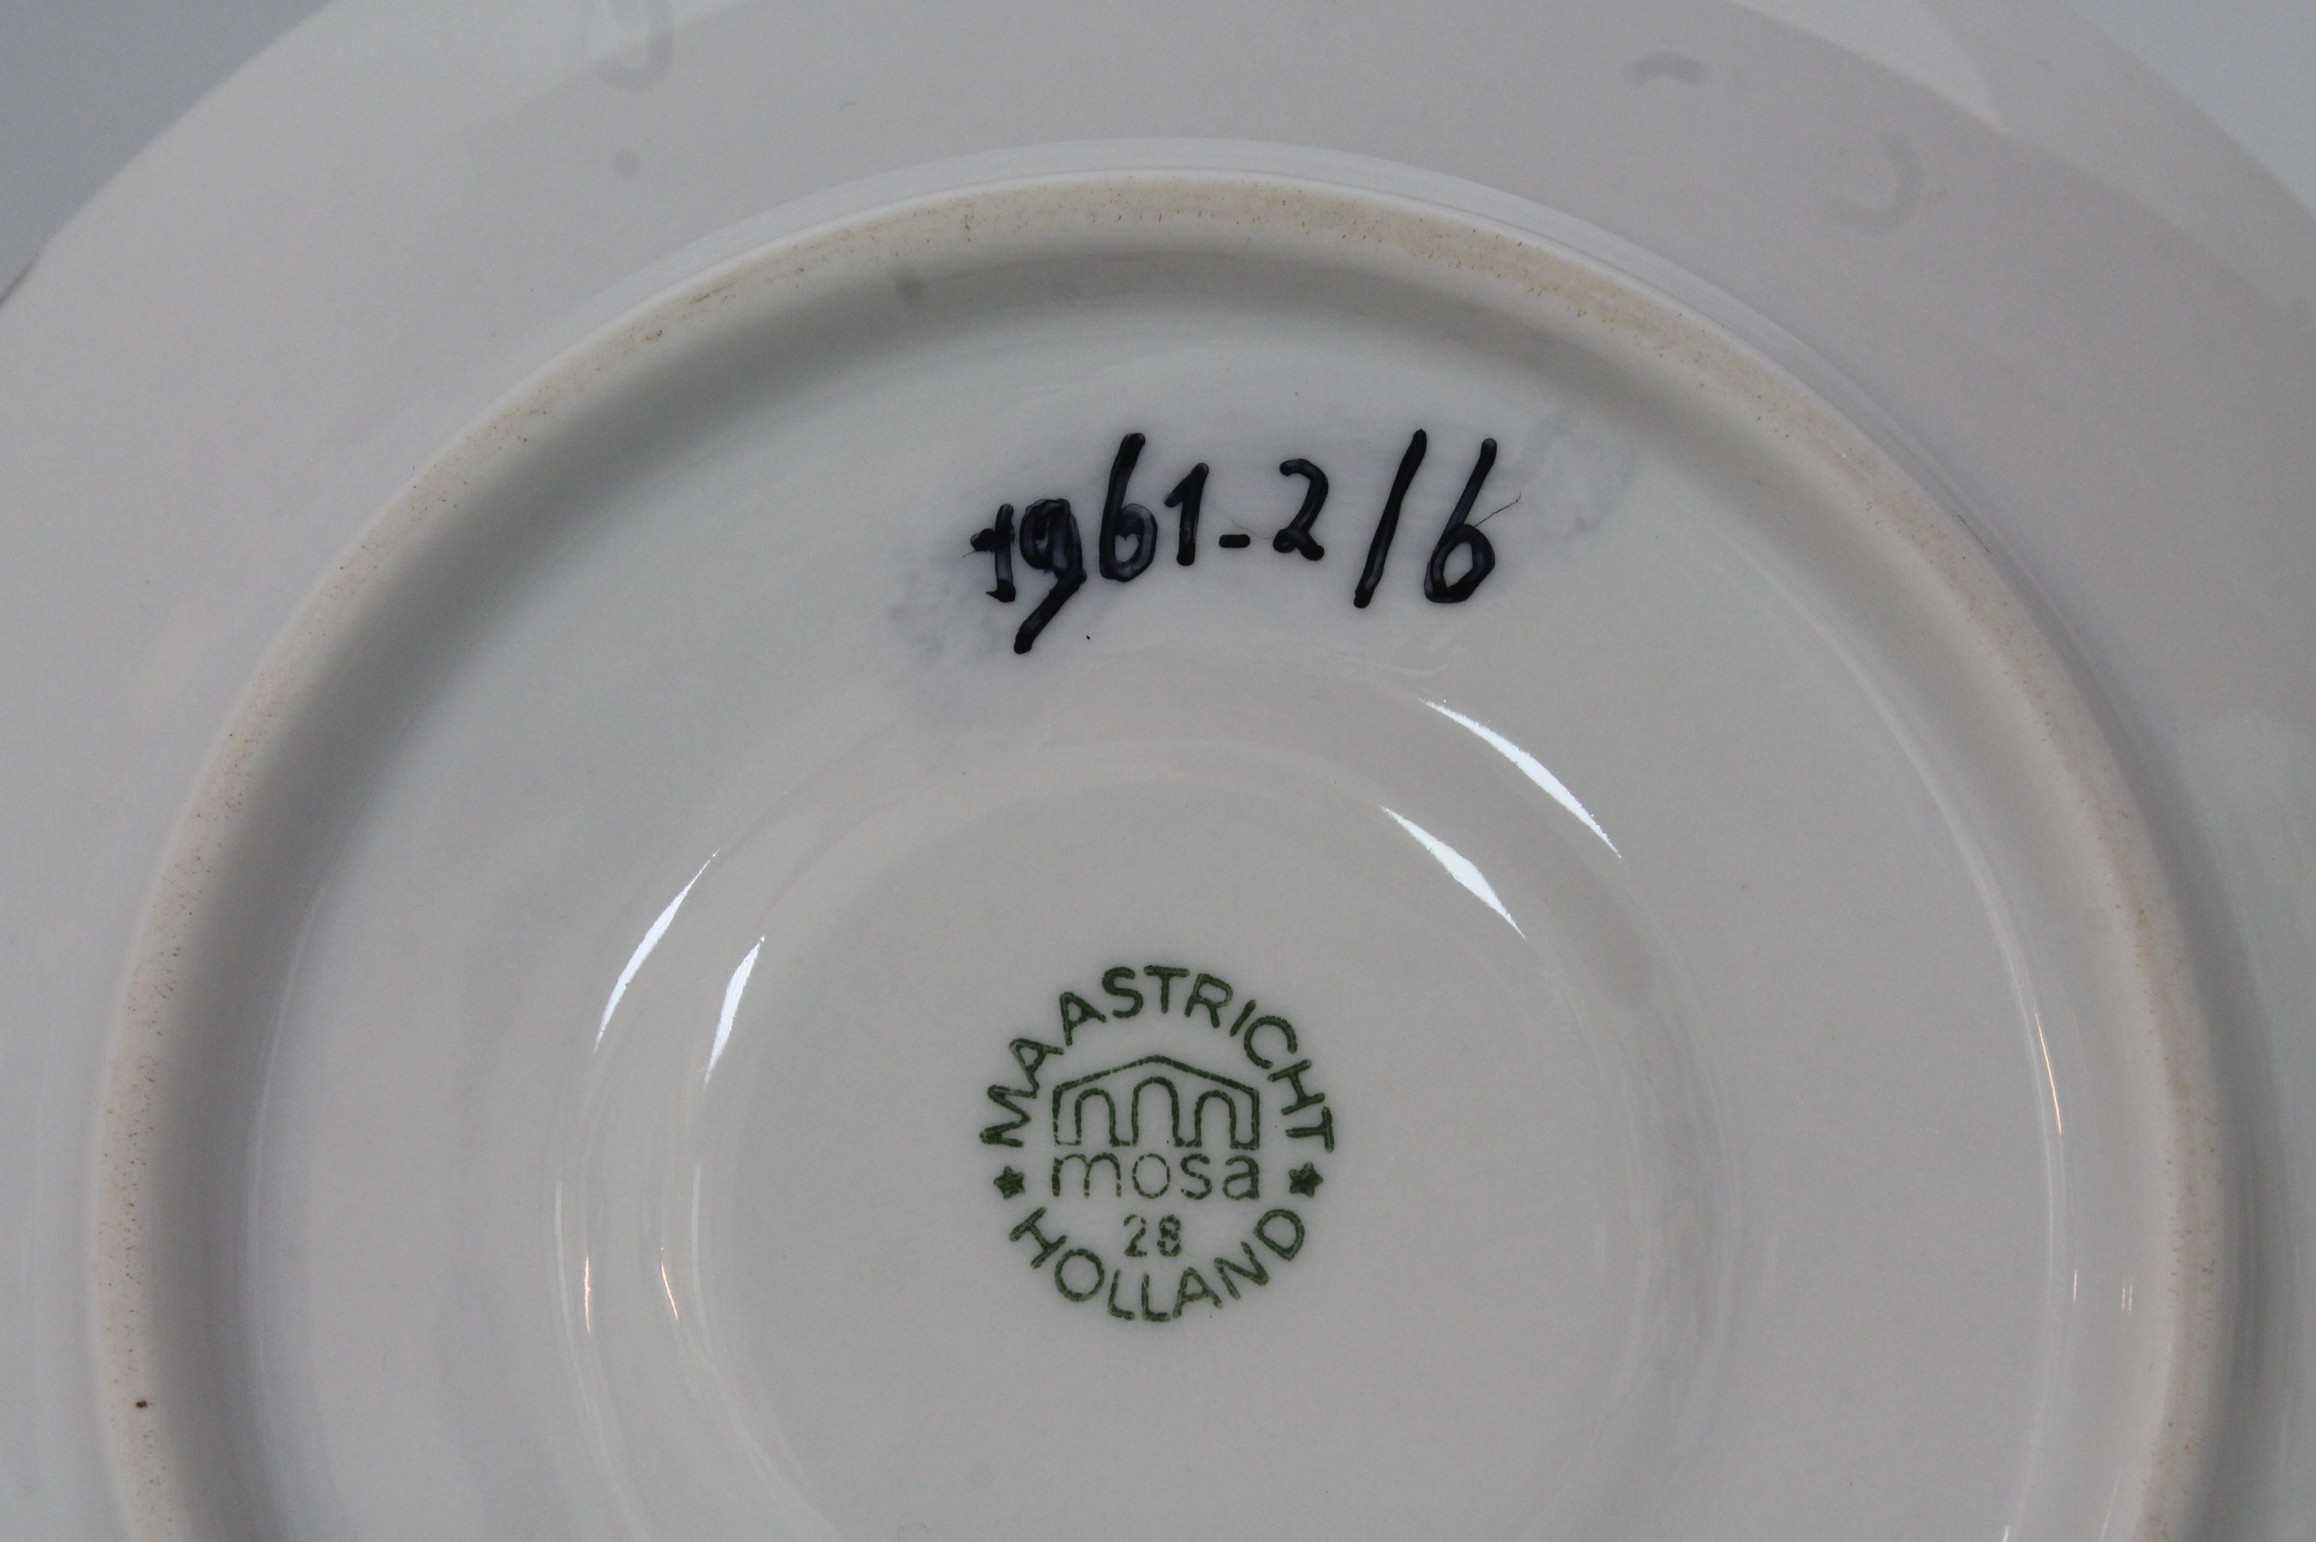 1961-2/6
MAASTRICHT
mosa
28
HOLLAND